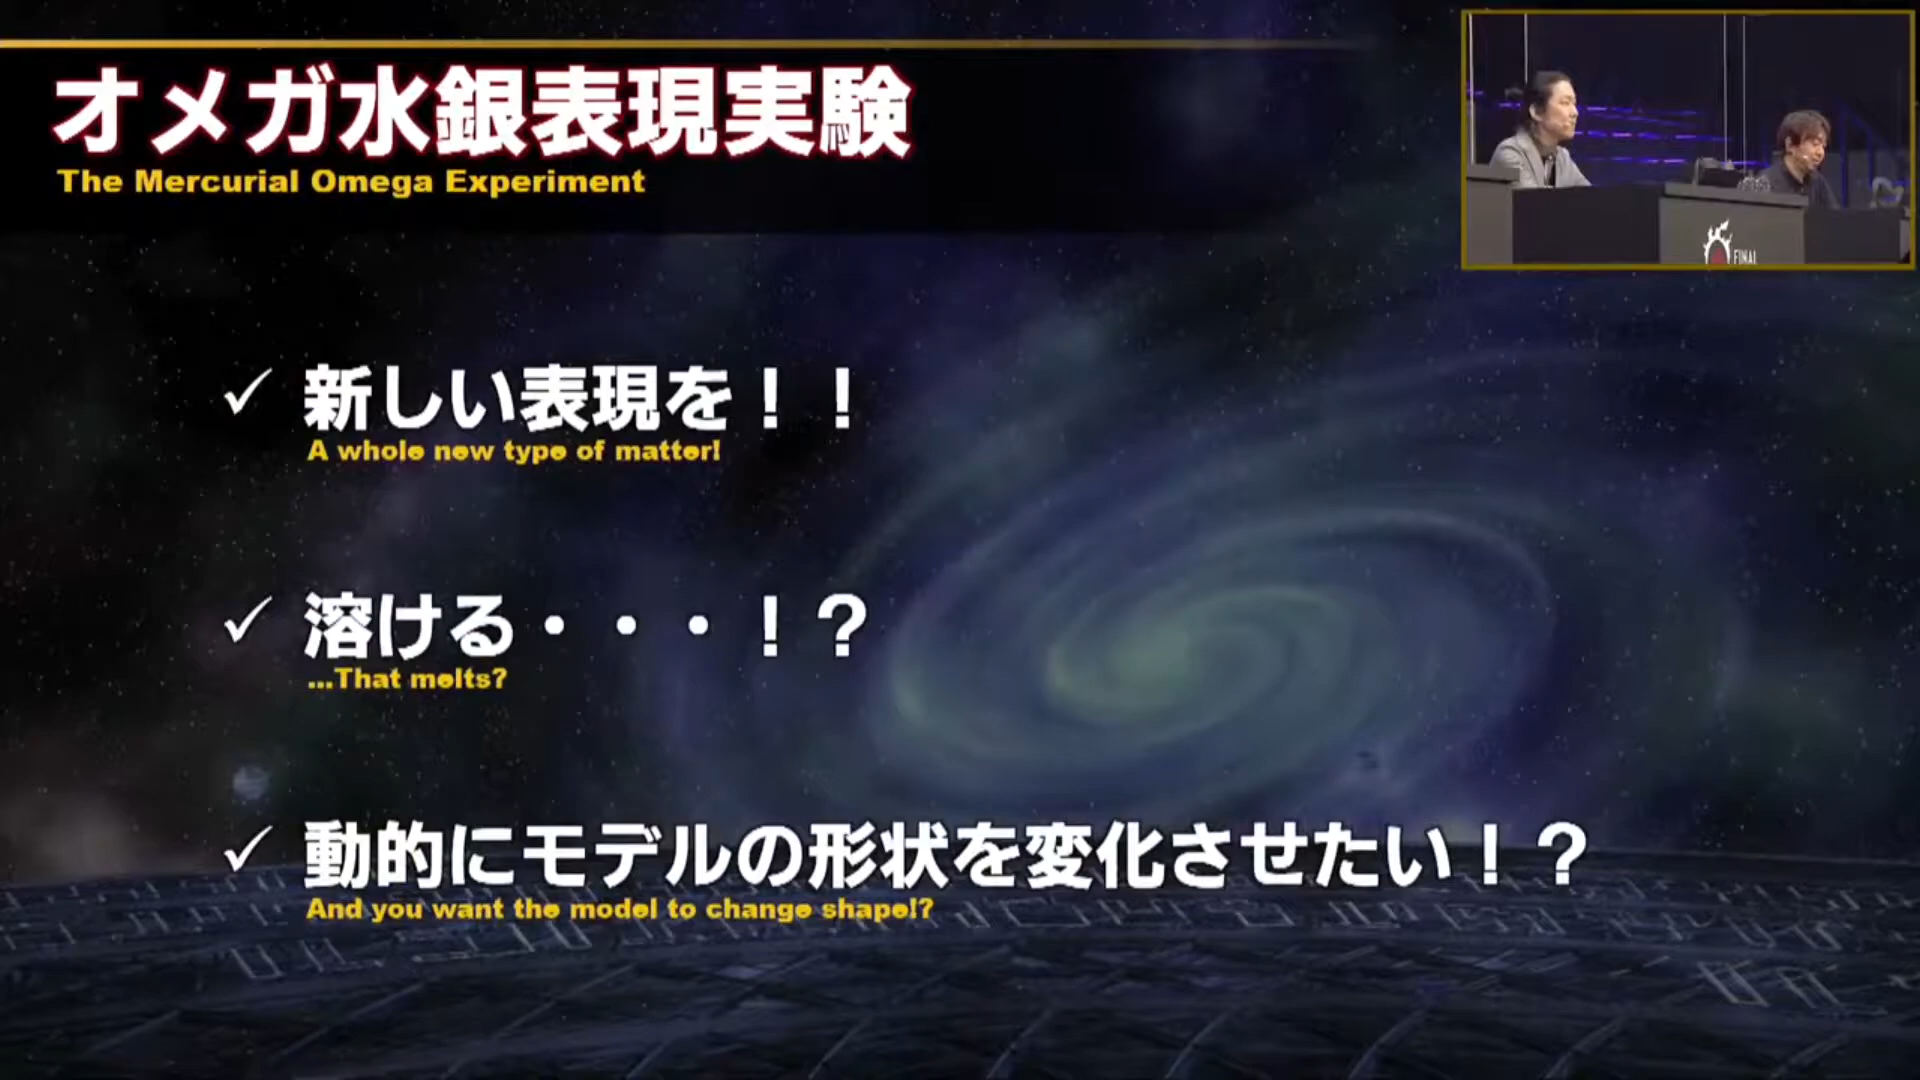 オメガ水銀表現実験
The Mercurial Omega Experiment
✓ 新しい表現を！！
A whole new type of matter!
✓ 溶ける・・・！？
...That melts?
✓ 動的にモデルの形状を変化させたい！？
And you want the model to change shape!?
FINAL